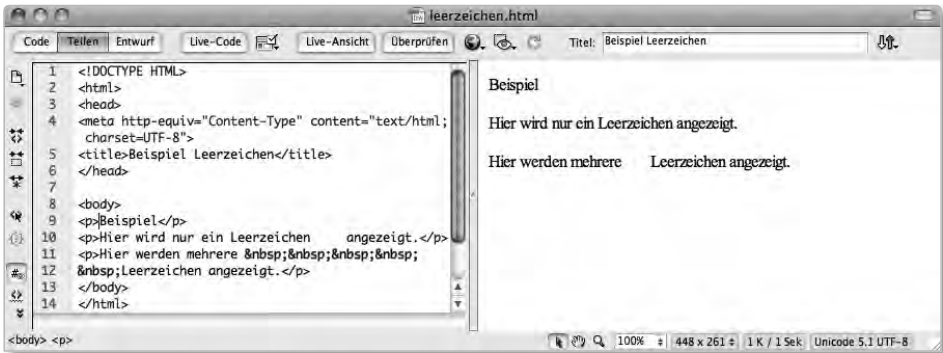 leerzeichen.html
Code Teilen Entwurf Live-Code Live-Ansicht Überprüfen Titel: Beispiel Leerzeichen
1 <!DOCTYPE HTML>
2 <html>
3 <head>
4 <meta http-equiv="Content-Type" content="text/html;
charset=UTF-8">
5 <title>Beispiel Leerzeichen</title>
6 </head>
7
8 <body>
9 <p>Beispiel</p>
10 <p>Hier wird nur ein Leerzeichen     angezeigt.</p>
11 <p>Hier werden mehrere &nbsp;&nbsp;&nbsp;&nbsp;
12 &nbsp;Leerzeichen angezeigt.</p>
13 </body>
14 </html>
Beispiel
Hier wird nur ein Leerzeichen angezeigt.
Hier werden mehrere      Leerzeichen angezeigt.
<body> <p> 100% 448 x 261 1 K / 1 Sek Unicode 5.1 UTF-8